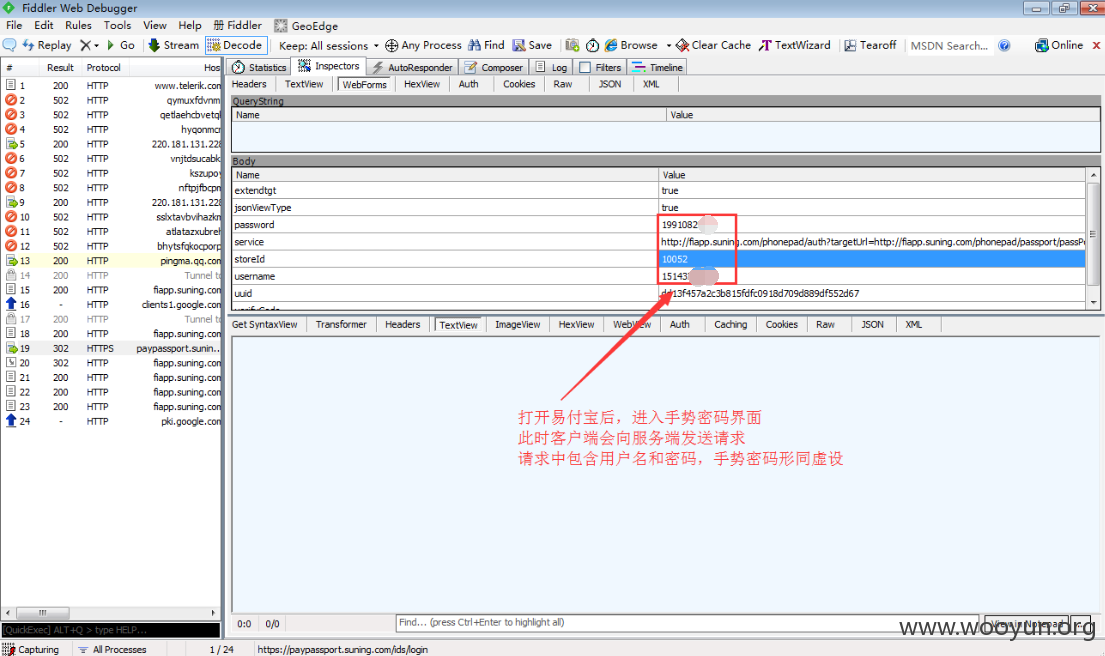 Fiddler Web Debugger
File Edit Rules Tools View Help Fiddler GeoEdge
Replay Go Stream Decode Keep: All sessions Any Process Find Save Browse Clear Cache TextWizard Tearoff MSDN Search... Online
# Result Protocol Hos
1 200 HTTP www.telerik.com
2 502 HTTP qymuxfdvnm
3 502 HTTP qetlaehcbvetql
4 502 HTTP hyqonmcr
5 200 HTTP 220.181.131.228
6 502 HTTP vnjtdsucabk
7 502 HTTP kszupoy
8 502 HTTP nftpjfbcpm
9 200 HTTP 220.181.131.228
10 502 HTTP sslxtavbvihazkm
11 502 HTTP atlatazxubreh
12 502 HTTP bhytsfqkocporp
13 200 HTTP pingma.qq.com
14 200 HTTP Tunnel to
15 200 HTTP fiapp.suning.com
16 - HTTP clients1.google.com
17 200 HTTP Tunnel to
18 200 HTTP fiapp.suning.com
19 302 HTTPS paypassport.sunin...
20 302 HTTP fiapp.suning.com
21 200 HTTP fiapp.suning.com
22 200 HTTP fiapp.suning.com
23 200 HTTP fiapp.suning.com
24 - HTTP pki.google.com
Statistics Inspectors AutoResponder Composer Log Filters Timeline
Headers TextView WebForms HexView Auth Cookies Raw JSON XML
QueryString
Name Value
Body
Name Value
extendtgt true
jsonViewType true
password 1991082
service http://fiapp.suning.com/phonepad/auth?targetUrl=http://fiapp.suning.com/phonepad/passport/passP
storeId 10052
username 15143
uuid dd13f457a2c3b815fdfc0918d709d889df552d67
Get SyntaxView Transformer Headers TextView ImageView HexView WebView Auth Caching Cookies Raw JSON XML
打开易付宝后，进入手势密码界面
此时客户端会向服务端发送请求
请求中包含用户名和密码，手势密码形同虚设
0:0 0/0 Find... (press Ctrl+Enter to highlight all) View in Notepad ...
www.wooyun.org
[QuickExec] ALT+Q > type HELP...
Capturing All Processes 1 / 24 https://paypassport.suning.com/ids/login